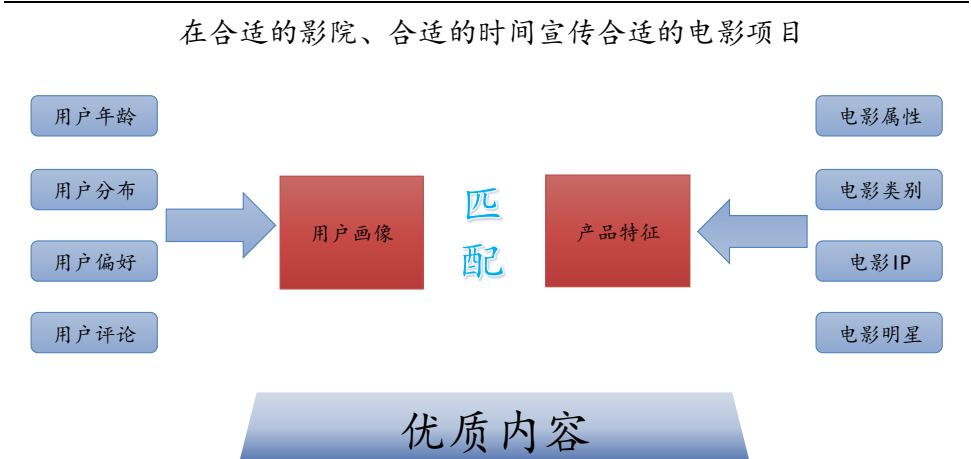 在合适的影院、合适的时间宣传合适的电影项目
用户年龄
用户分布
用户偏好
用户评论
用户画像
匹
配
产品特征
电影属性
电影类别
电影IP
电影明星
优质内容